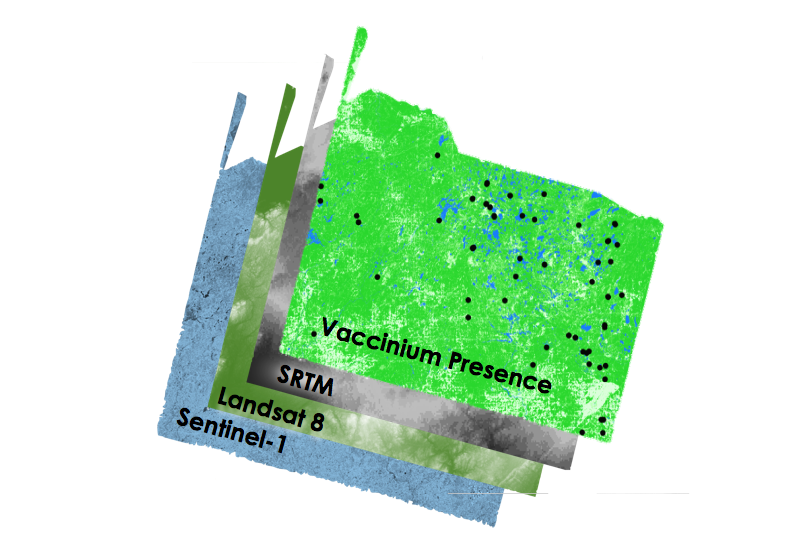 Vaccinium Presence
SRTM
Landsat 8
Sentinel-1